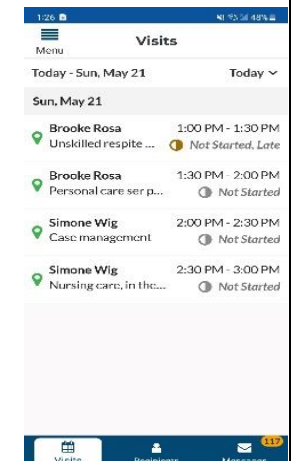 1:26
48%
Menu
Visits
Today - Sun, May 21
Today
Sun, May 21
Brooke Rosa
1:00 PM - 1:30 PM
Unskilled respite ...
Not Started, Late
Brooke Rosa
1:30 PM - 2:00 PM
Personal care ser p...
Not Started
Simone Wig
2:00 PM - 2:30 PM
Case management
Not Started
Simone Wig
2:30 PM - 3:00 PM
Nursing care, in the...
Not Started
117
Visits
Recipients
Messages